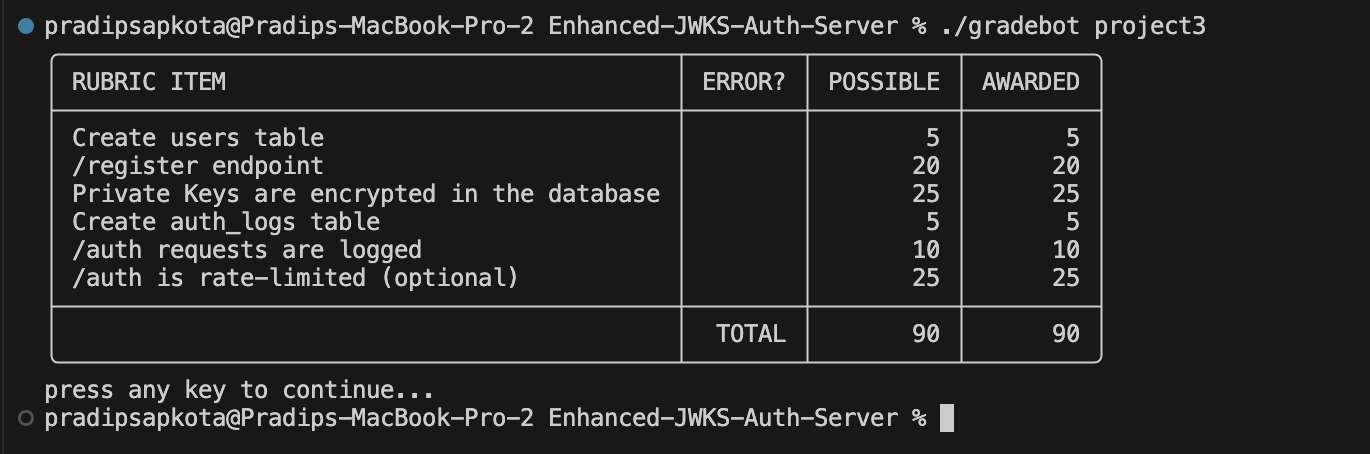 pradipsapkota@Pradips-MacBook-Pro-2 Enhanced-JWKS-Auth-Server % ./gradebot project3
RUBRIC ITEM ERROR? POSSIBLE AWARDED
Create users table 5 5
/register endpoint 20 20
Private Keys are encrypted in the database 25 25
Create auth_logs table 5 5
/auth requests are logged 10 10
/auth is rate-limited (optional) 25 25
TOTAL 90 90
press any key to continue...
pradipsapkota@Pradips-MacBook-Pro-2 Enhanced-JWKS-Auth-Server %